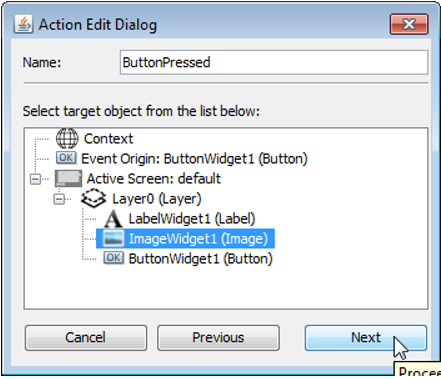 Action Edit Dialog
Name: ButtonPressed
Select target object from the list below:
Context
OK Event Origin: ButtonWidget1 (Button)
Active Screen: default
Layer0 (Layer)
A LabelWidget1 (Label)
ImageWidget1 (Image)
OK ButtonWidget1 (Button)
Cancel Previous Next